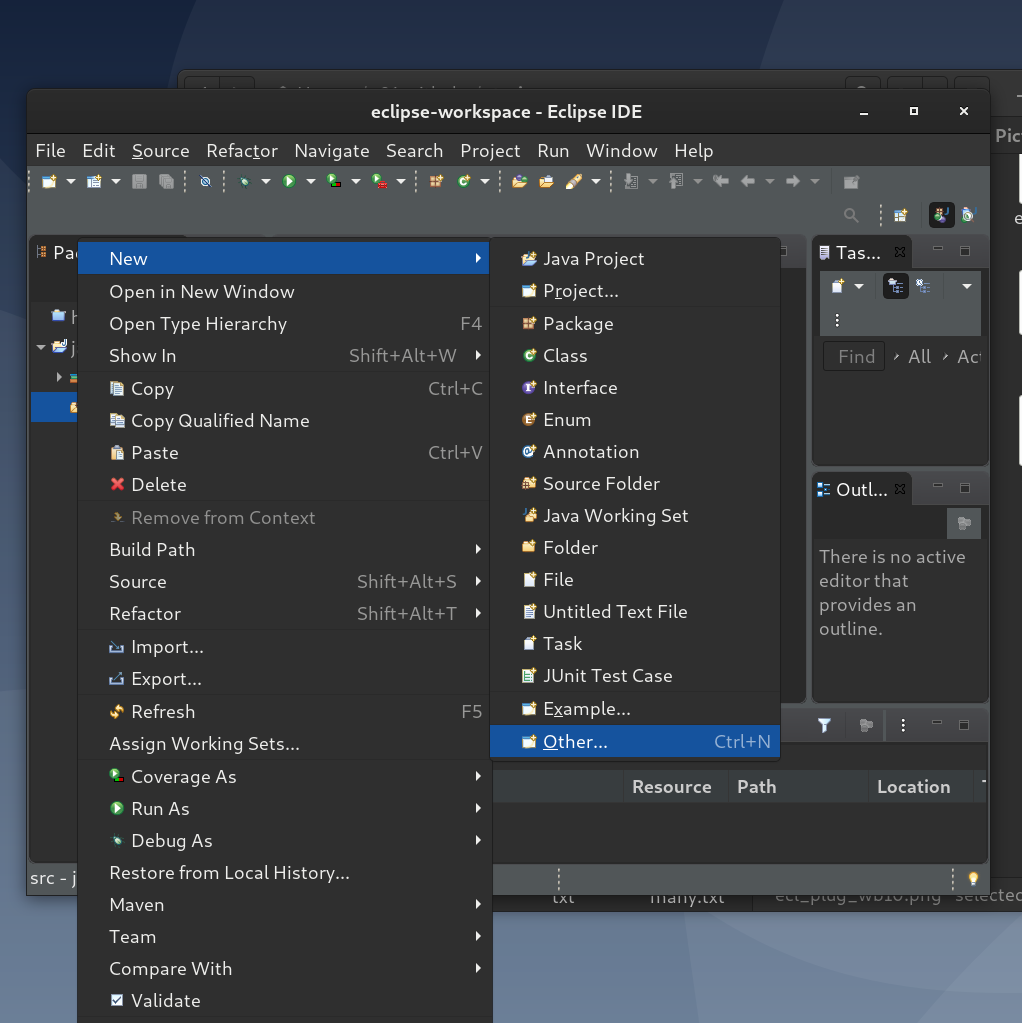 eclipse-workspace - Eclipse IDE
File Edit Source Refactor Navigate Search Project Run Window Help
Pic
New
Open in New Window
Open Type Hierarchy F4
Show In Shift+Alt+W
Copy Ctrl+C
Copy Qualified Name
Paste Ctrl+V
Delete
Remove from Context
Build Path
Source Shift+Alt+S
Refactor Shift+Alt+T
Import...
Export...
Refresh F5
Assign Working Sets...
Coverage As
Run As
Debug As
Restore from Local History...
Maven
Team
Compare With
Validate
Java Project
Project...
Package
Class
Interface
Enum
Annotation
Source Folder
Java Working Set
Folder
File
Untitled Text File
Task
JUnit Test Case
Example...
Other... Ctrl+N
Tas...
Find All Act
Outl...
There is no active
editor that
provides an
outline.
Resource Path Location
src - j
txt many.txt ecl_plug_wb10.png selected